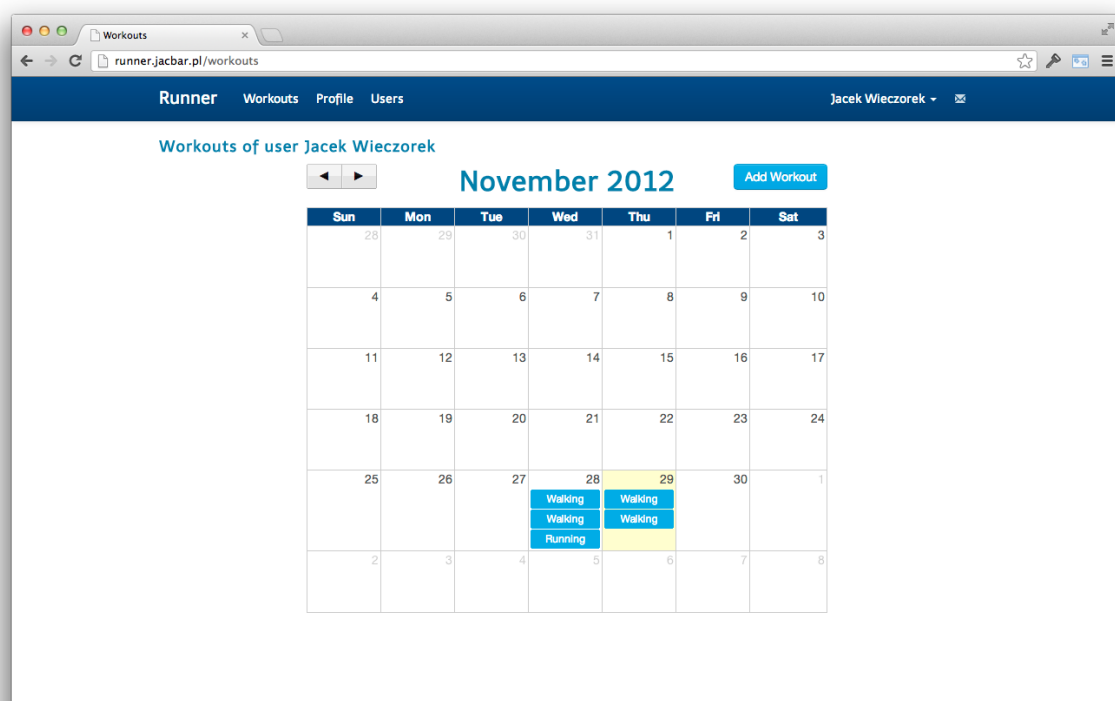 Workouts
runner.jacbar.pl/workouts
Runner Workouts Profile Users Jacek Wieczorek
Workouts of user Jacek Wieczorek
November 2012 Add Workout
Sun Mon Tue Wed Thu Fri Sat
28 29 30 31 1 2 3
4 5 6 7 8 9 10
11 12 13 14 15 16 17
18 19 20 21 22 23 24
25 26 27 28 29 30 1
Walking Walking
Walking Walking
Running
2 3 4 5 6 7 8